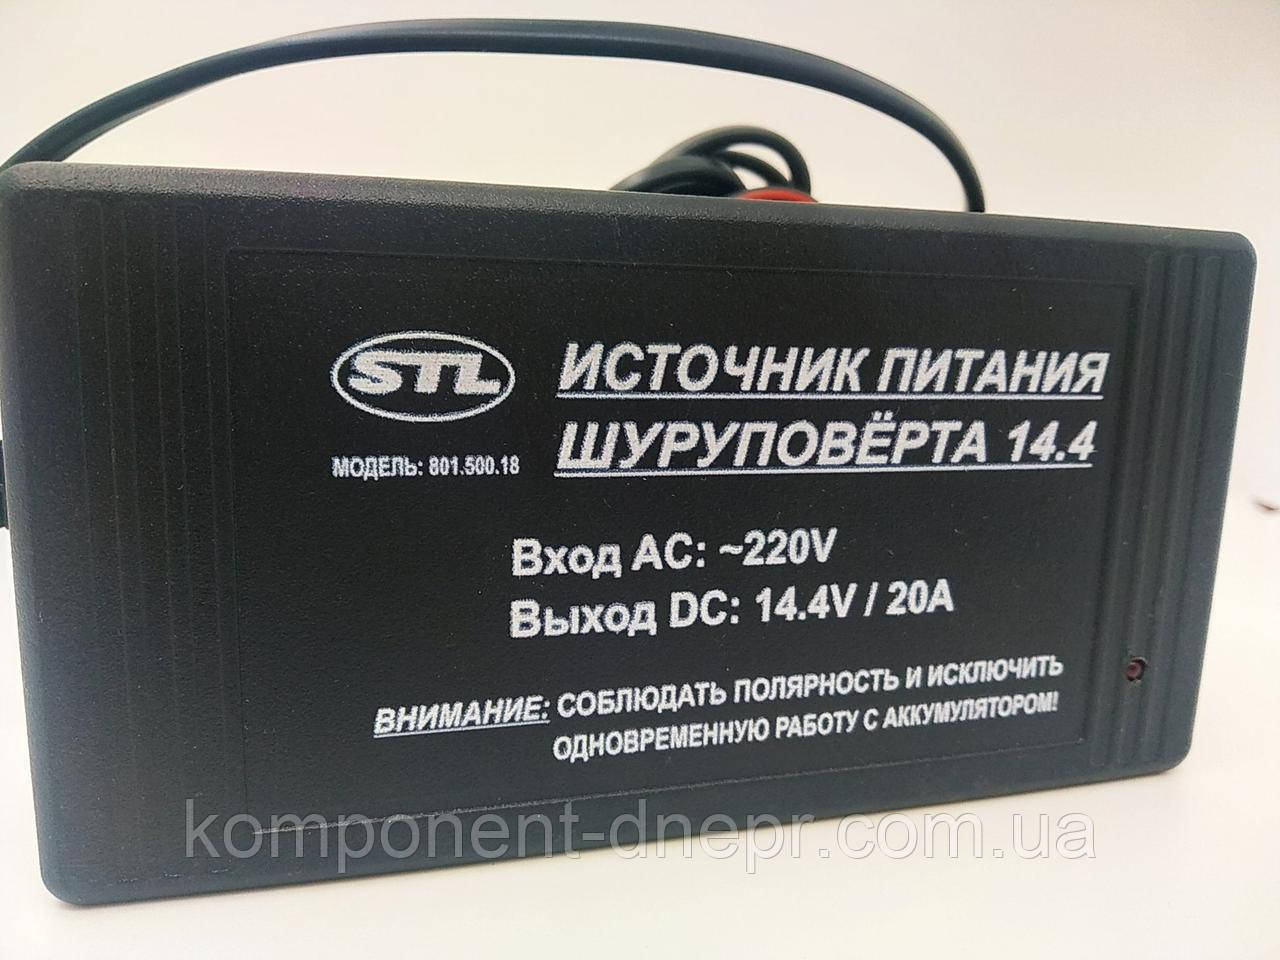 STL
МОДЕЛЬ: 801.500.18
ИСТОЧНИК ПИТАНИЯ
ШУРУПОВЁРТА 14.4
Вход AC: ~220V
Выход DC: 14.4V / 20A
ВНИМАНИЕ: СОБЛЮДАТЬ ПОЛЯРНОСТЬ И ИСКЛЮЧИТЬ
ОДНОВРЕМЕННУЮ РАБОТУ С АККУМУЛЯТОРОМ!
komponent-dnepr.com.ua